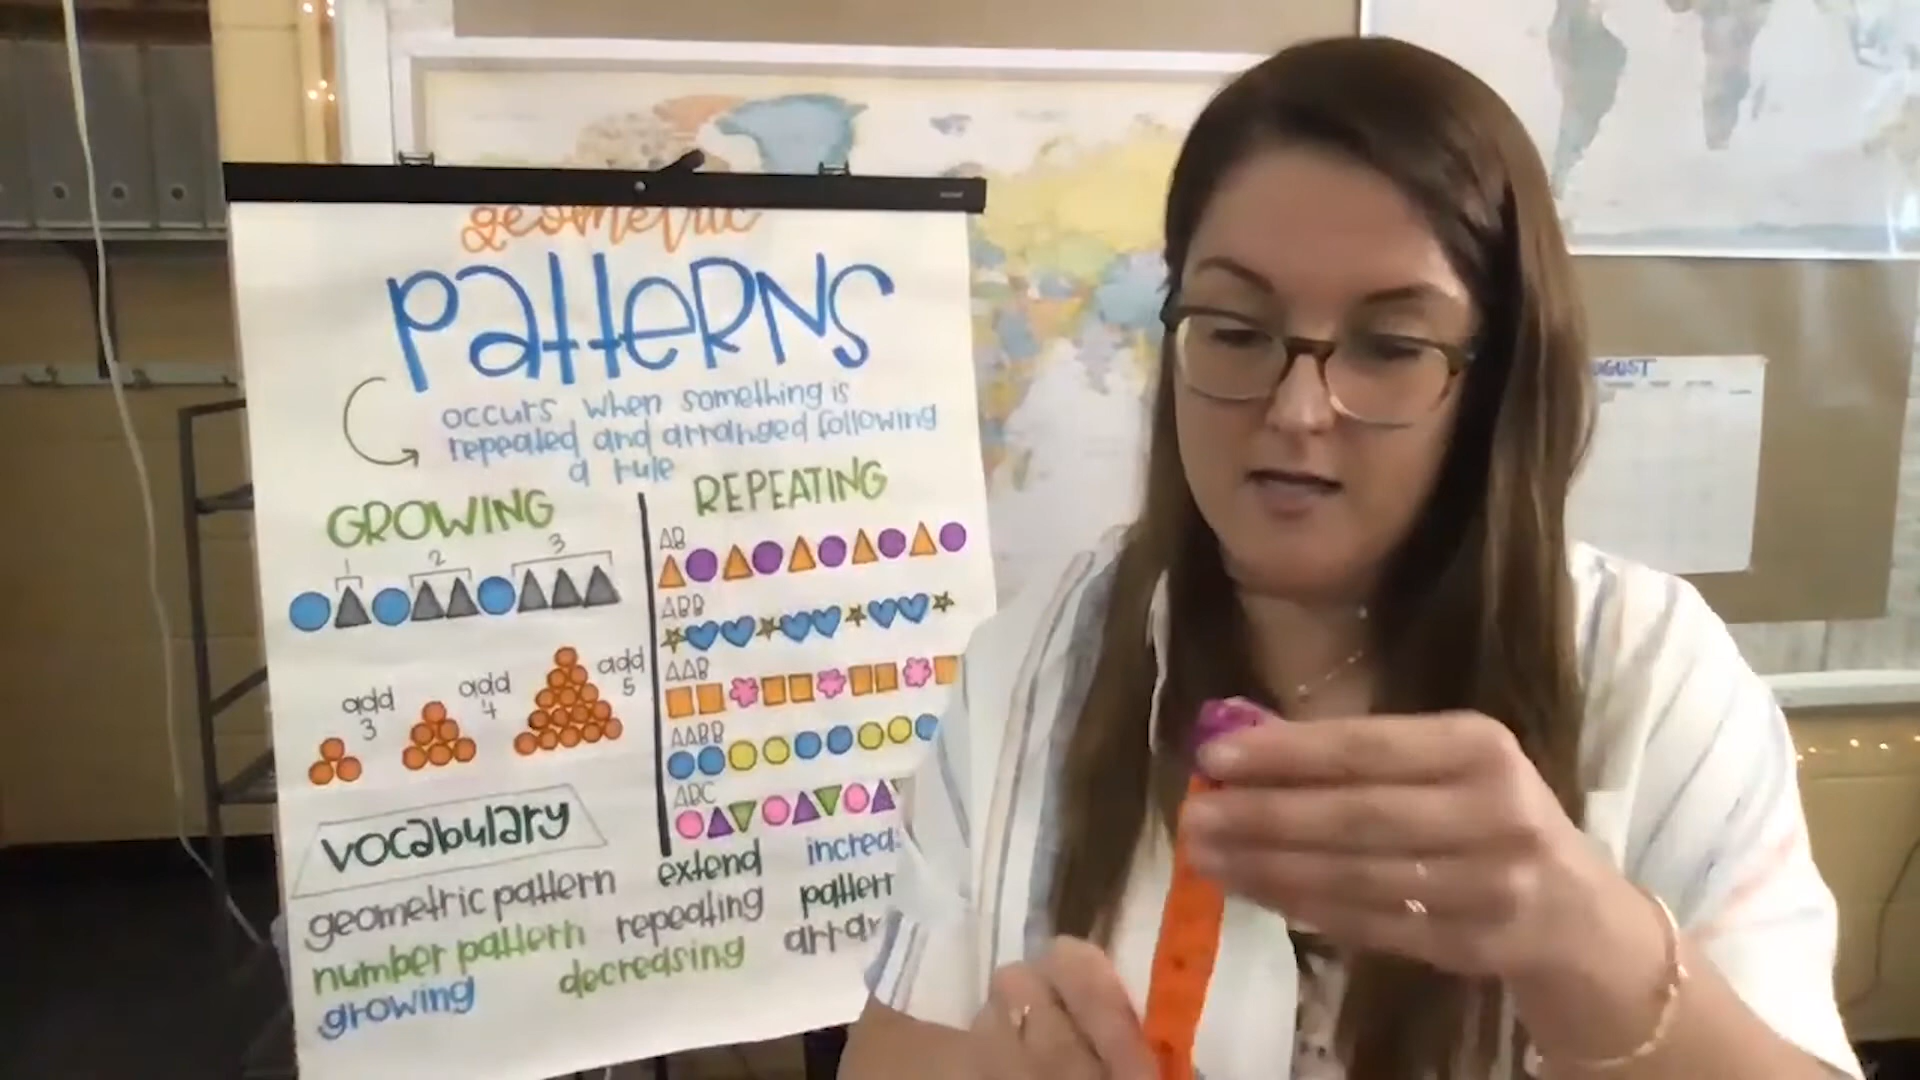 geometric
PATTERNS
occurs when something is
repeated and arranged following
a rule
GROWING
1 2 3
add
3
add
4
add
5
REPEATING
AB
ABB
AAB
AABB
ABC
vocabulary
geometric pattern
number pattern
growing
extend
repeating
decreasing